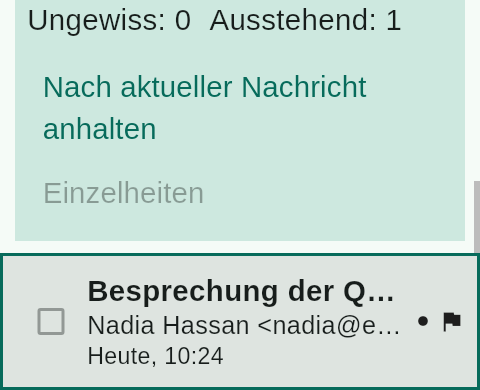 Ungewiss: 0 Ausstehend: 1
Nach aktueller Nachricht
anhalten
Einzelheiten
Besprechung der Q…
Nadia Hassan <nadia@e…
Heute, 10:24